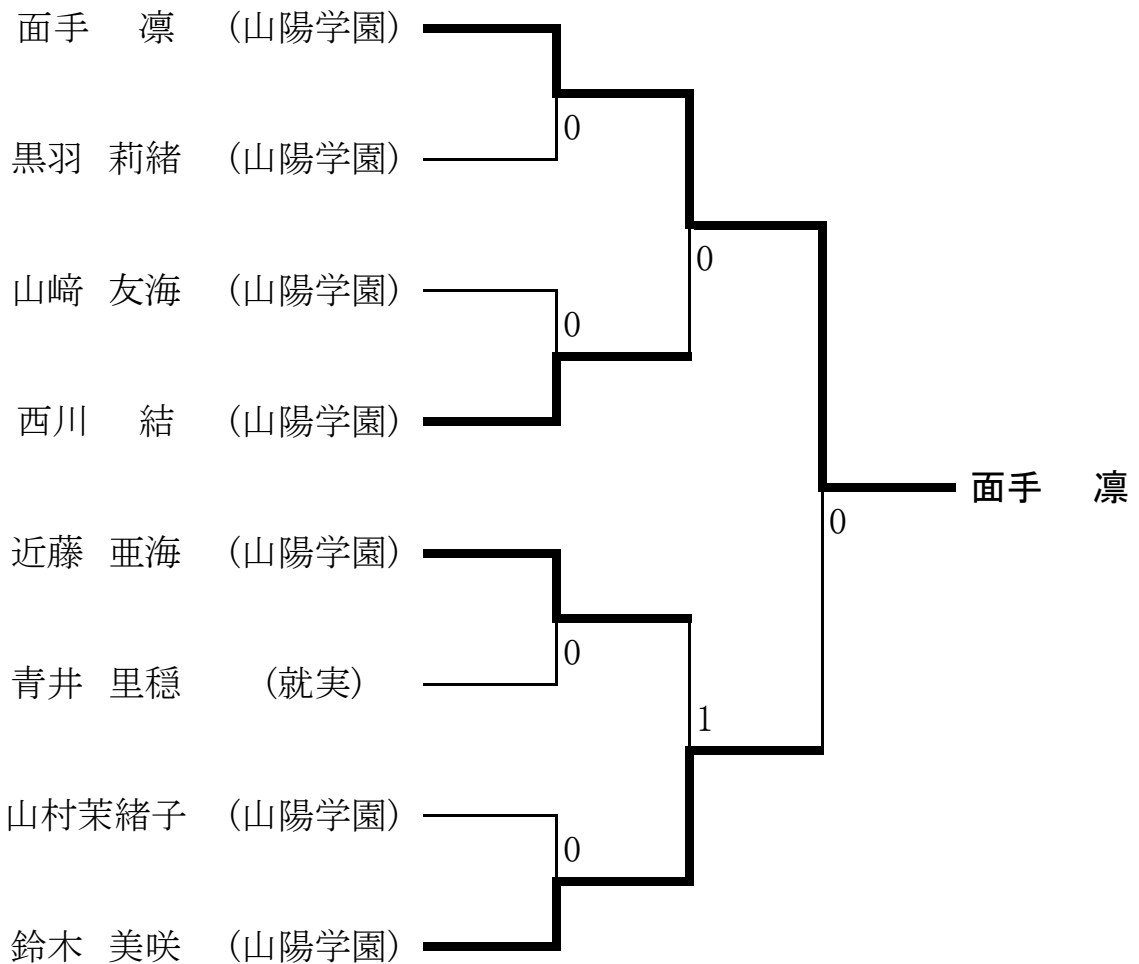 面手　凛　(山陽学園)
0
黒羽　莉緒　(山陽学園)
0
山﨑　友海　(山陽学園)
0
西川　結　(山陽学園)
面手　凛
0
近藤　亜海　(山陽学園)
0
青井　里穏　(就実)
1
山村茉緒子　(山陽学園)
0
鈴木　美咲　(山陽学園)